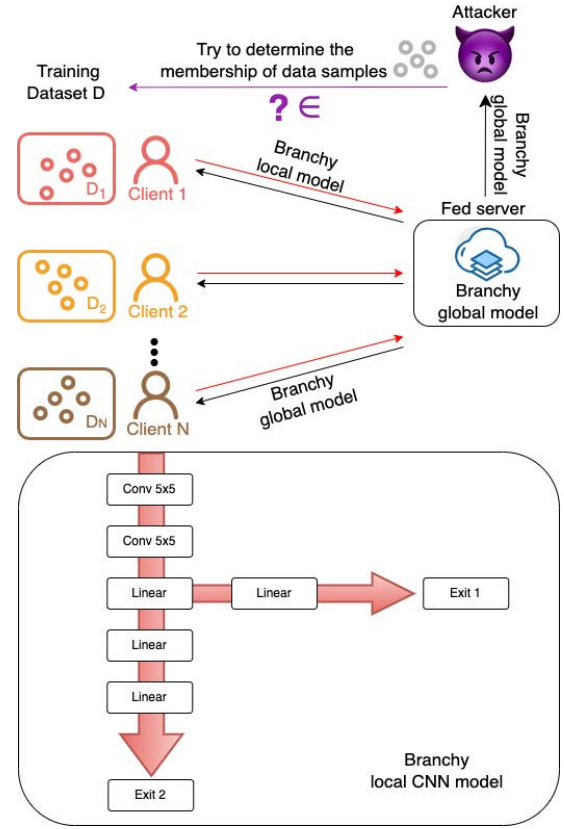 Attacker
Try to determine the
membership of data samples
? ∈
Training
Dataset D
Branchy
global model
D1
Client 1
Branchy
local model
Fed server
Branchy
global model
D2
Client 2
DN
Client N
Branchy
global model
Conv 5x5
Conv 5x5
Linear
Linear
Exit 1
Linear
Linear
Exit 2
Branchy
local CNN model